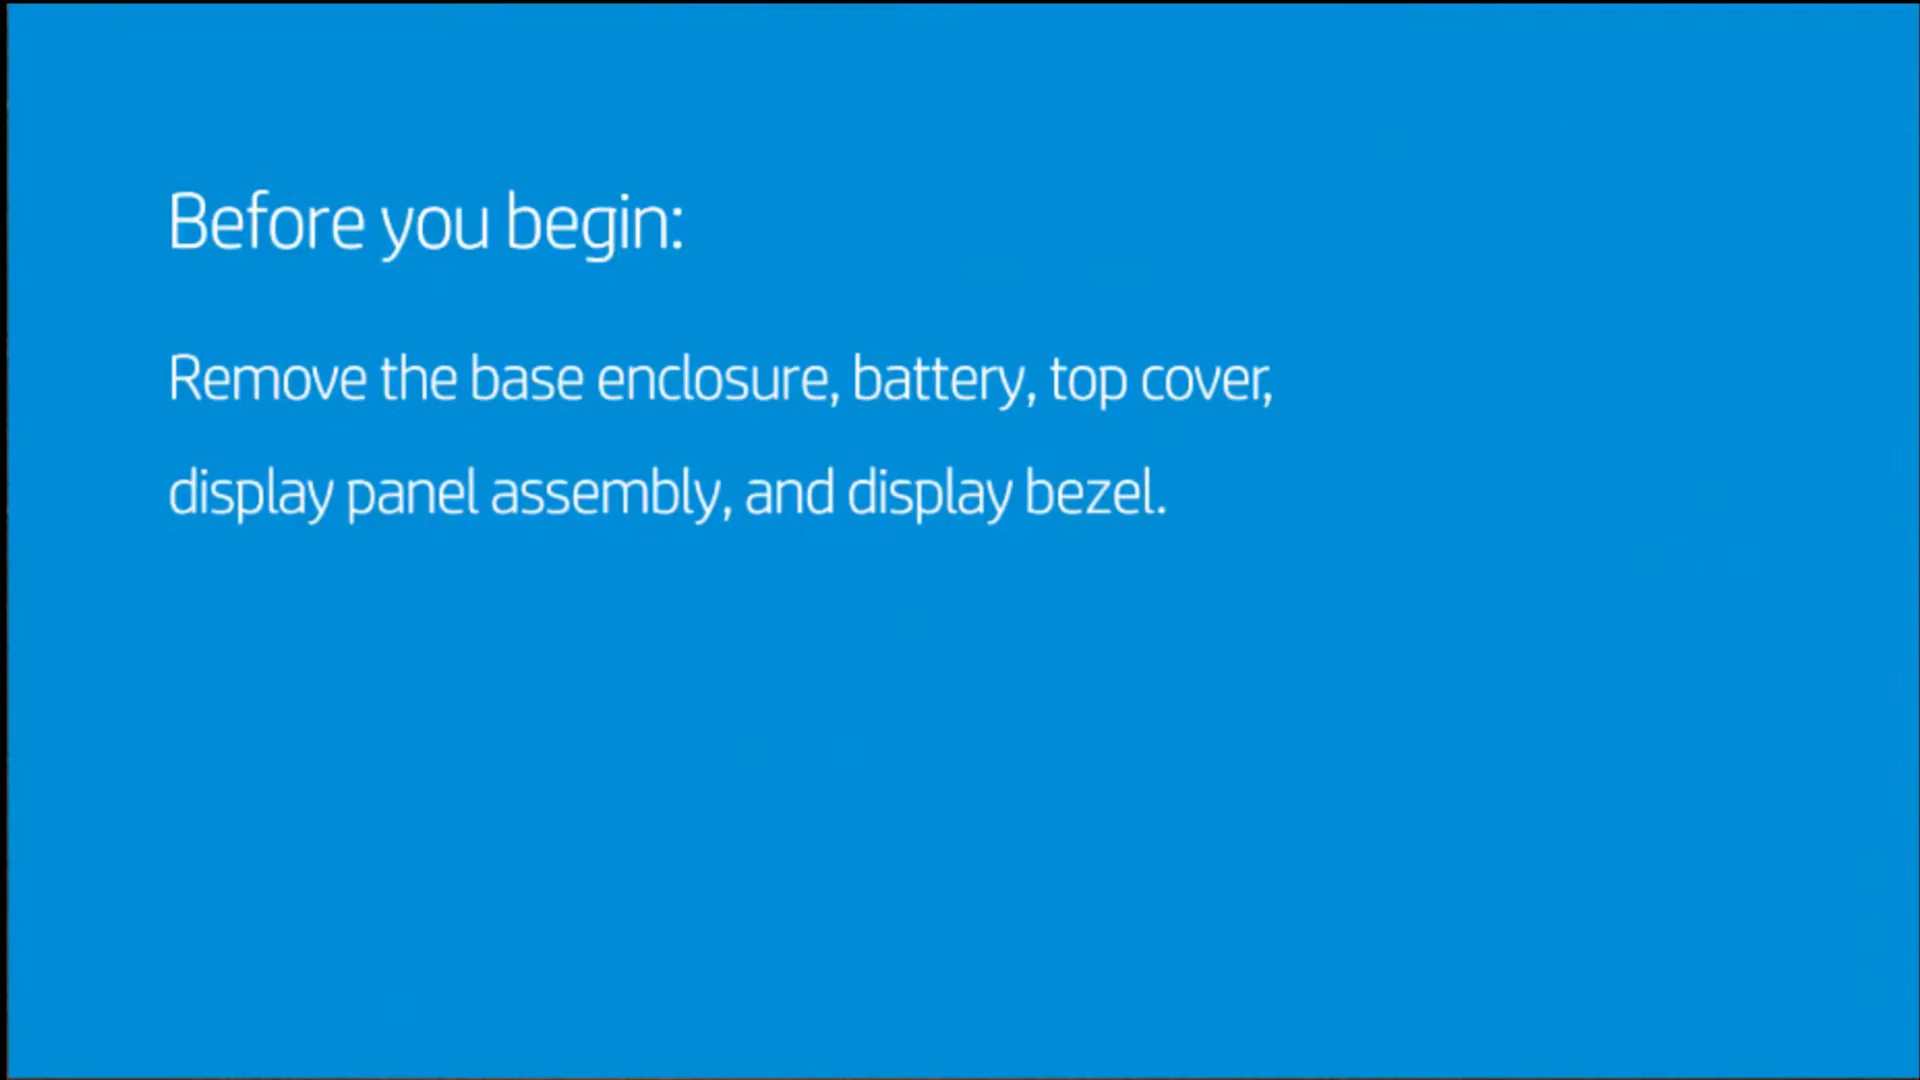 Before you begin:
Remove the base enclosure, battery, top cover,
display panel assembly, and display bezel.